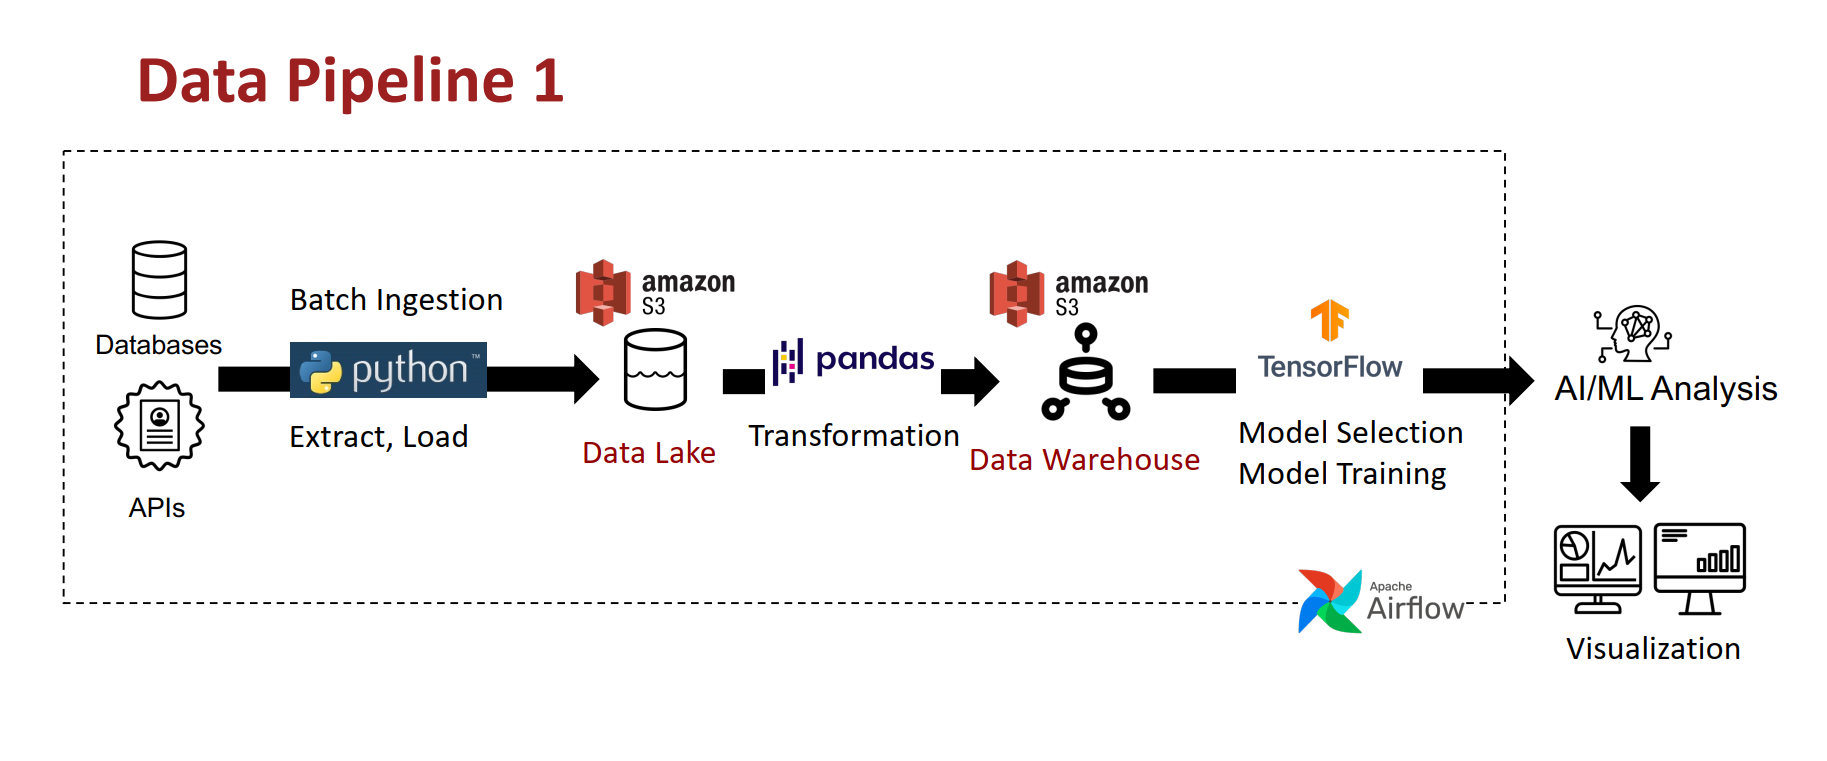 Data Pipeline 1
Databases
APIs
Batch Ingestion
python™
Extract, Load
amazon
S3
Data Lake
pandas
Transformation
amazon
S3
Data Warehouse
TensorFlow
Model Selection
Model Training
Apache
Airflow
AI/ML Analysis
Visualization